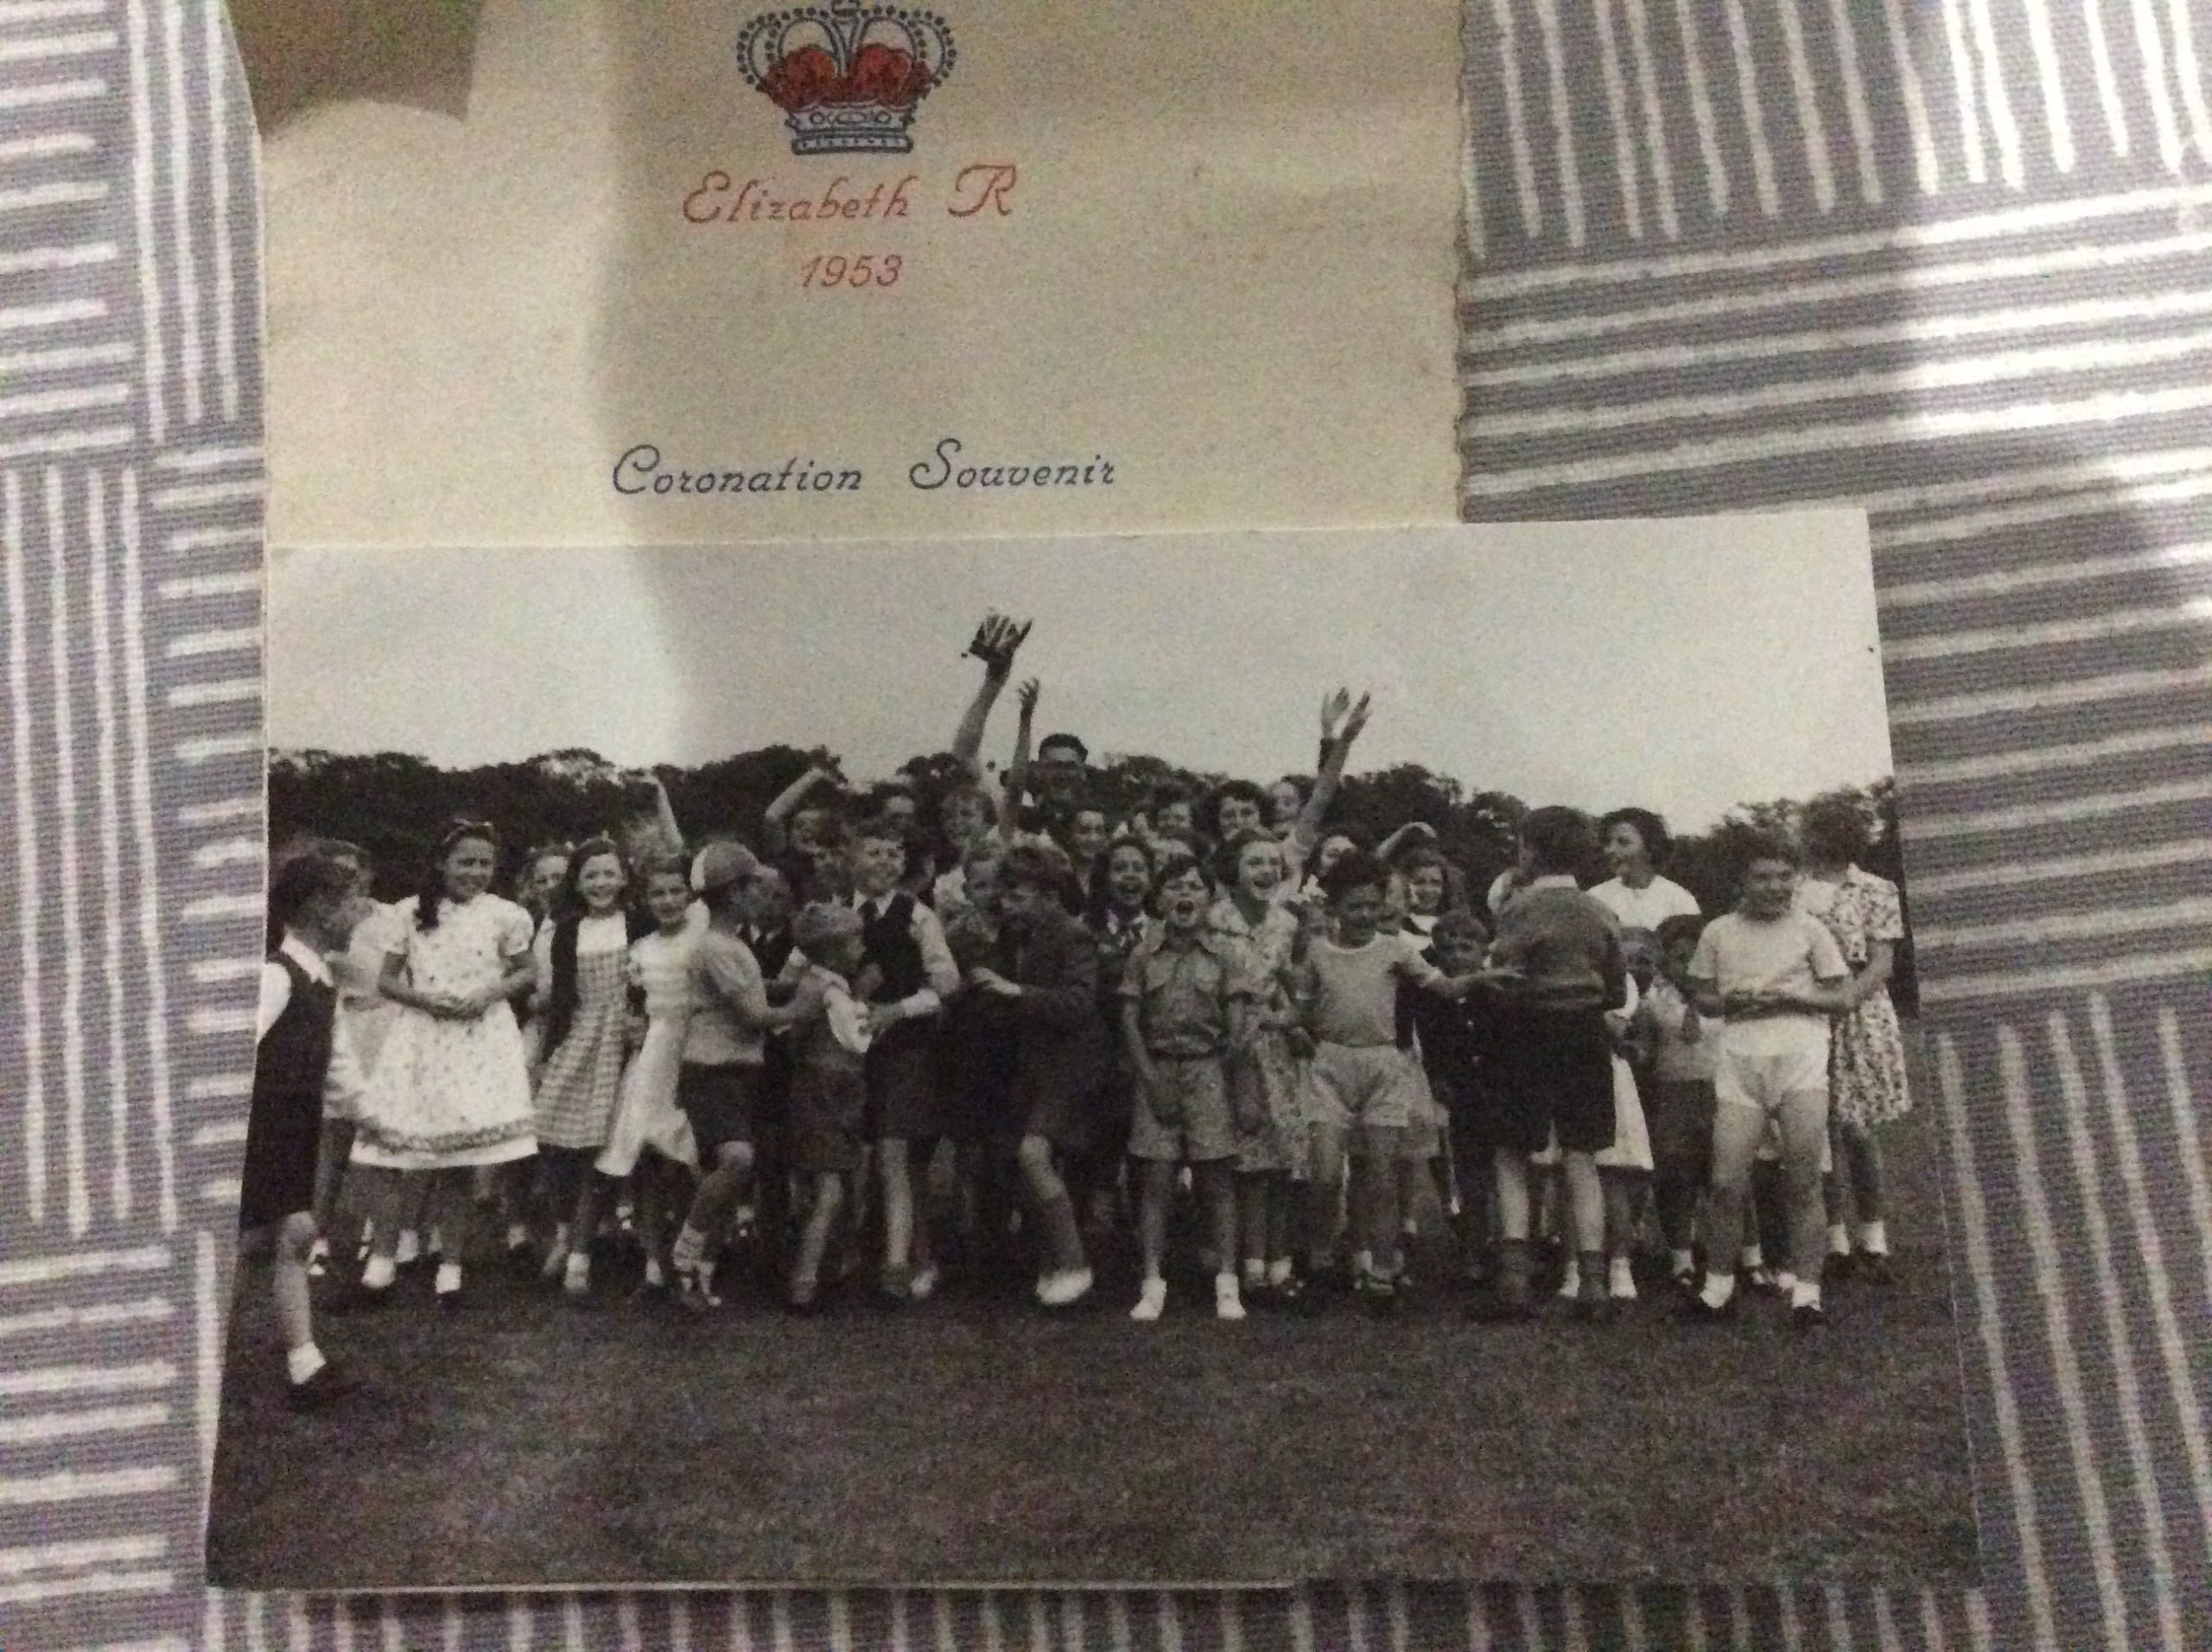 Elizabeth R
1953
Coronation Souvenir